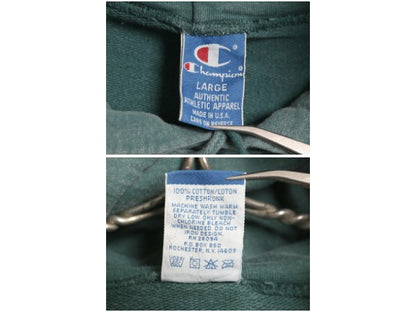 Champion
LARGE
AUTHENTIC
ATHLETIC APPAREL
MADE IN U.S.A.
CARE ON REVERSE
100% COTTON/COTON
PRESHRUNK
MACHINE WASH WARM
SEPARATELY. TUMBLE
DRY LOW. ONLY NON-
CHLORINE BLEACH
WHEN NEEDED. DO NOT
IRON DESIGN.
RN 26094
P.O. BOX 850
ROCHESTER, N.Y. 14603